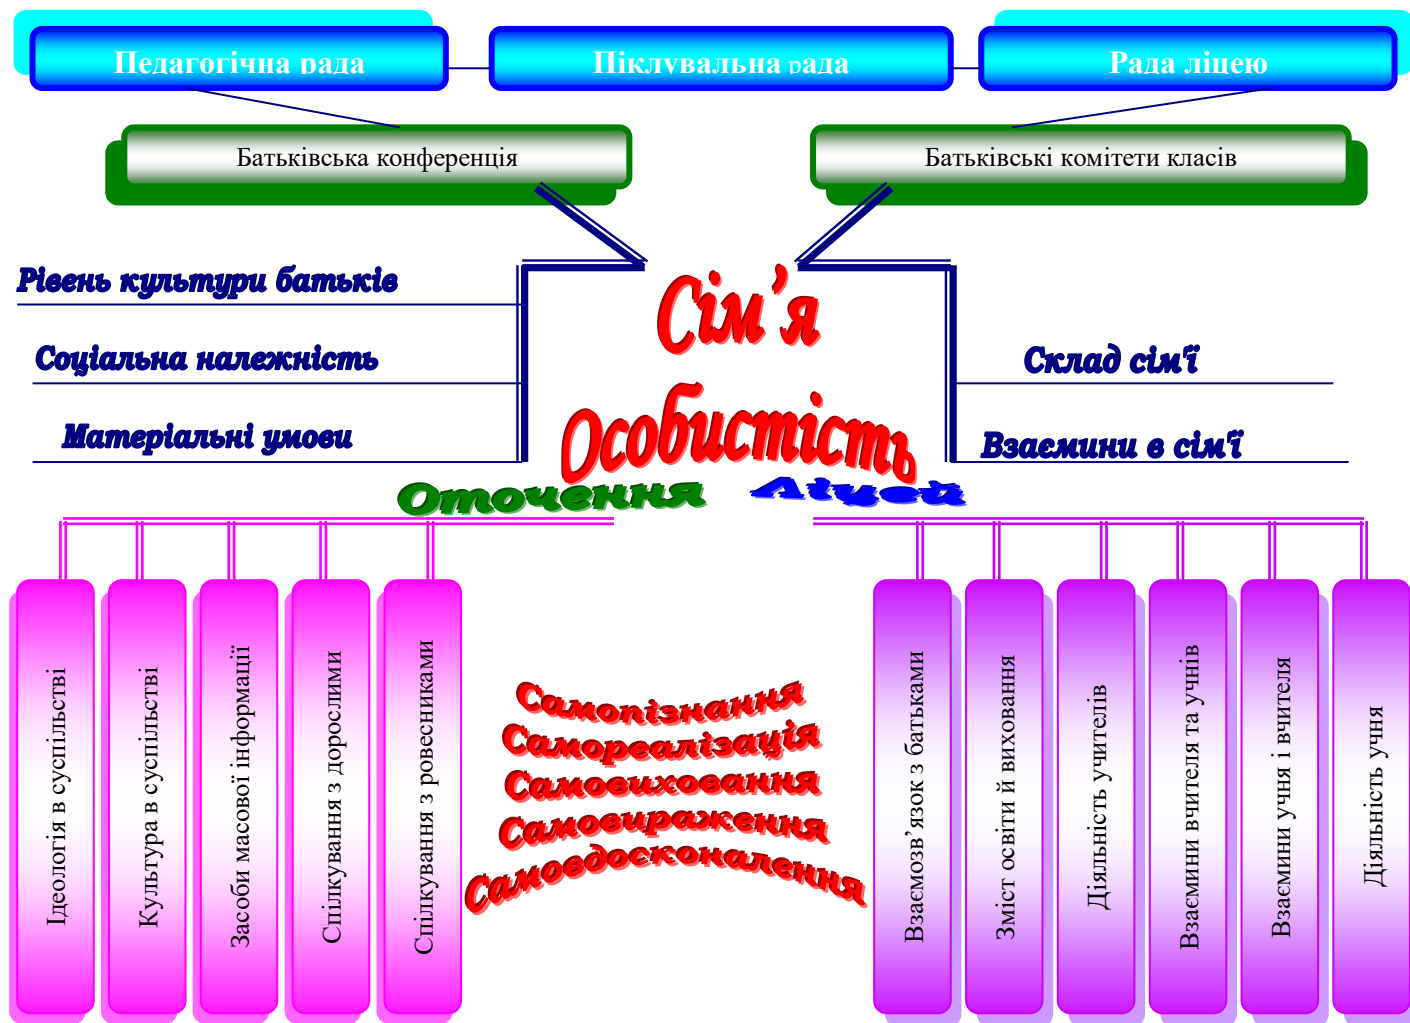 Педагогічна рада
Піклувальна рада
Рада ліцею
Батьківська конференція
Батьківські комітети класів
Рівень культури батьків
Соціальна належність
Матеріальні умови
Сім’я
Особистість
Склад сім'ї
Взаємини в сім'ї
Оточення
Ліцей
Ідеологія в суспільстві
Культура в суспільстві
Засоби масової інформації
Спілкування з дорослими
Спілкування з ровесниками
Самопізнання
Самореалізація
Самовиховання
Самовираження
Самовдосконалення
Взаємозв’язок з батьками
Зміст освіти й виховання
Діяльність учителів
Взаємини вчителя та учнів
Взаємини учня і вчителя
Діяльність учня